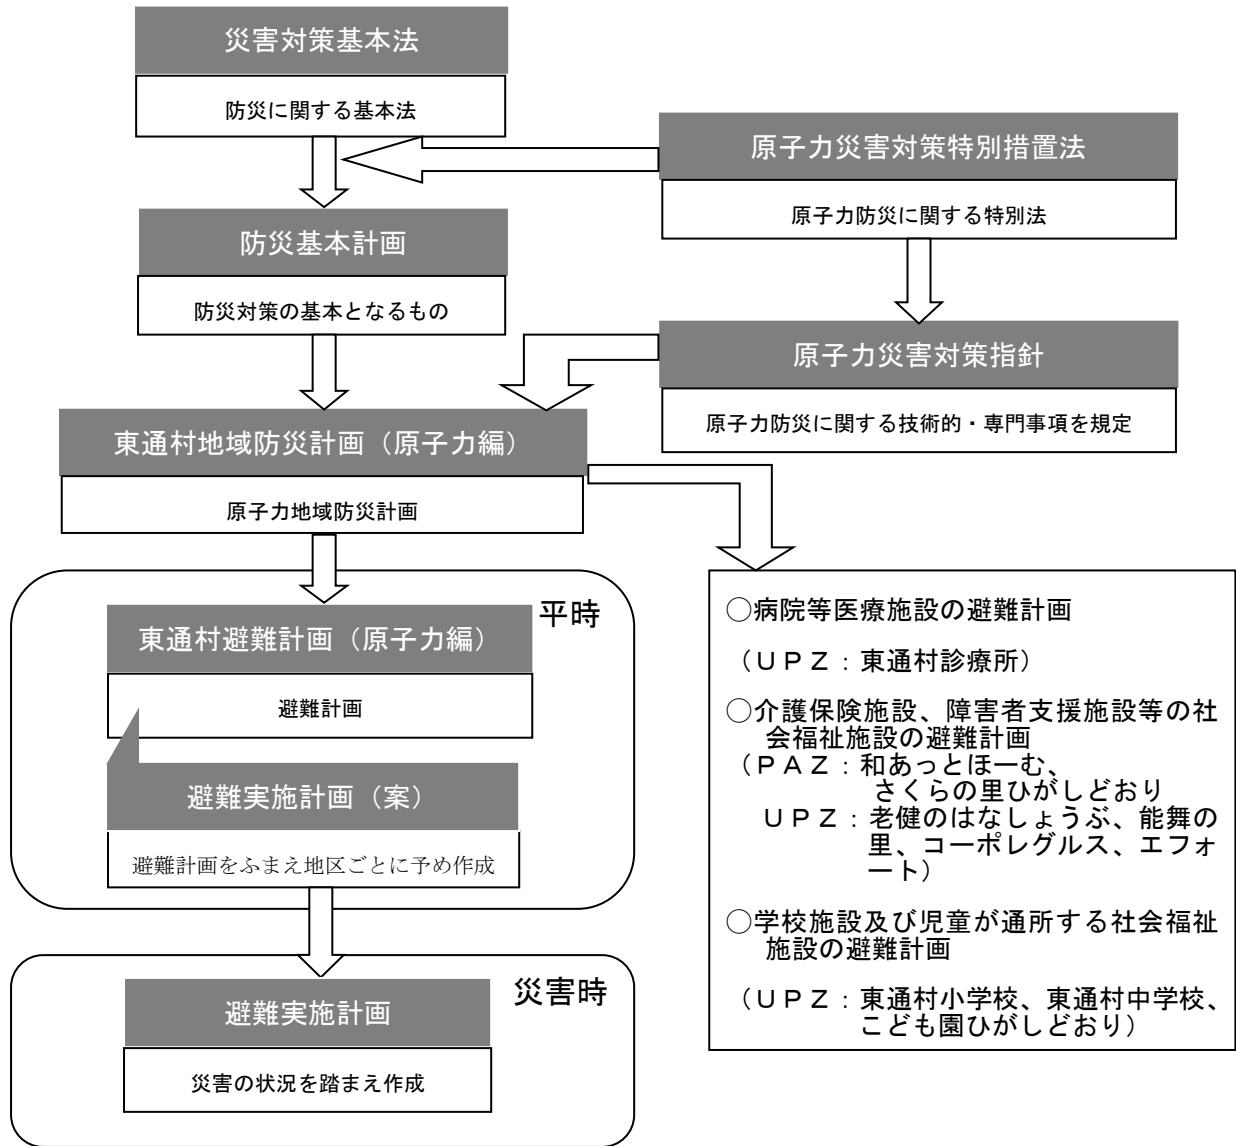 災害対策基本法
防災に関する基本法
原子力災害対策特別措置法
原子力防災に関する特別法
防災基本計画
防災対策の基本となるもの
原子力災害対策指針
原子力防災に関する技術的・専門事項を規定
東通村地域防災計画（原子力編）
原子力地域防災計画
平時
東通村避難計画（原子力編）
避難計画
避難実施計画（案）
避難計画をふまえ地区ごとに予め作成
災害時
避難実施計画
災害の状況を踏まえ作成
○病院等医療施設の避難計画
（ＵＰＺ：東通村診療所）
○介護保険施設、障害者支援施設等の社
会福祉施設の避難計画
（ＰＡＺ：和あっとほーむ、
さくらの里ひがしどおり
ＵＰＺ：老健のはなしょうぶ、能舞の
里、コーポレグルス、エフォ
ート）
○学校施設及び児童が通所する社会福祉
施設の避難計画
（ＵＰＺ：東通村小学校、東通村中学校、
こども園ひがしどおり）